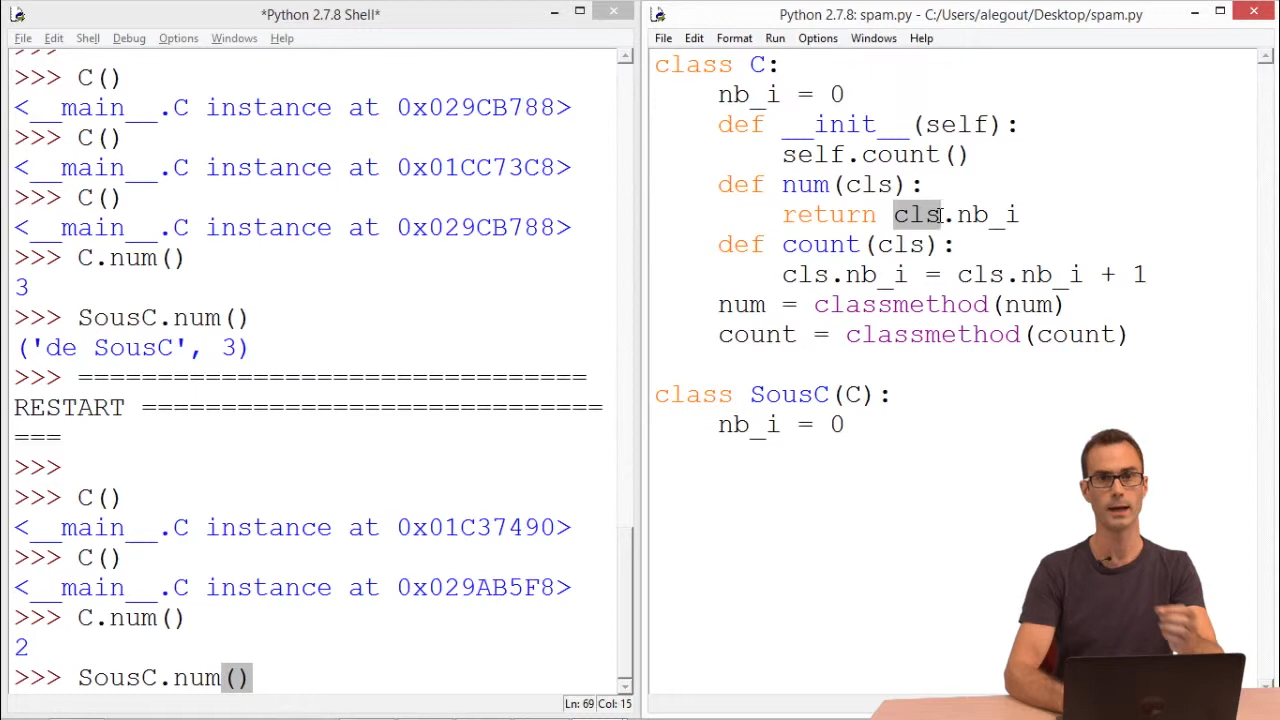 *Python 2.7.8 Shell*
File Edit Shell Debug Options Windows Help
>>>
>>> C()
<__main__.C instance at 0x029CB788>
>>> C()
<__main__.C instance at 0x01CC73C8>
>>> C()
<__main__.C instance at 0x029CB788>
>>> C.num()
3
>>> SousC.num()
('de SousC', 3)
>>> ================================
RESTART =============================
===
>>>
>>> C()
<__main__.C instance at 0x01C37490>
>>> C()
<__main__.C instance at 0x029AB5F8>
>>> C.num()
2
>>> SousC.num()
Ln: 69 Col: 15
Python 2.7.8: spam.py - C:/Users/alegout/Desktop/spam.py
File Edit Format Run Options Windows Help
class C:
nb_i = 0
def __init__(self):
self.count()
def num(cls):
return cls.nb_i
def count(cls):
cls.nb_i = cls.nb_i + 1
num = classmethod(num)
count = classmethod(count)
class SousC(C):
nb_i = 0